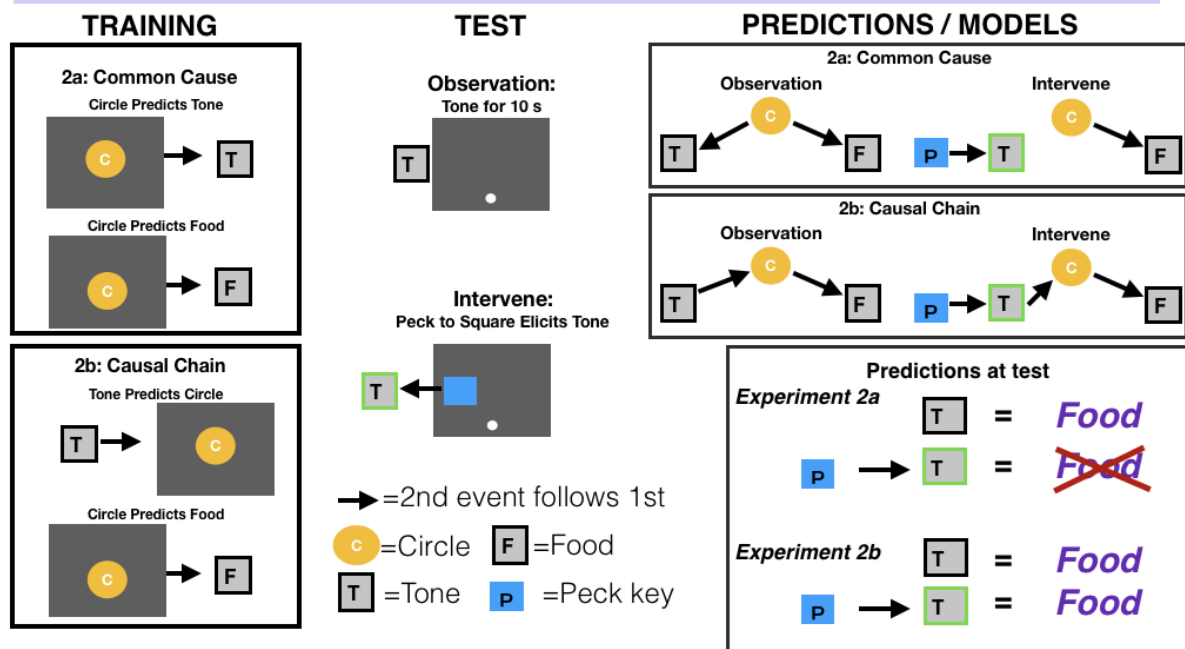 TRAINING
2a: Common Cause
Circle Predicts Tone
C
T
Circle Predicts Food
C
F
2b: Causal Chain
Tone Predicts Circle
T
C
Circle Predicts Food
C
F
TEST
Observation:
Tone for 10 s
T
Intervene:
Peck to Square Elicits Tone
T
=2nd event follows 1st
C =Circle F =Food
T =Tone P =Peck key
PREDICTIONS / MODELS
2a: Common Cause
Observation
C
T
F
Intervene
C
P
T
F
2b: Causal Chain
Observation
C
T
F
Intervene
C
P
T
F
Predictions at test
Experiment 2a
T = Food
P T = Food
Experiment 2b
T = Food
P T = Food